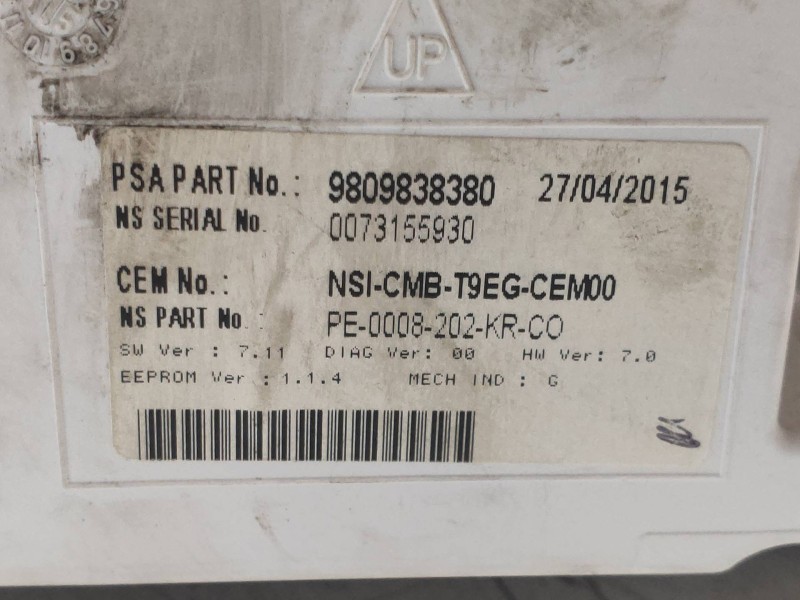 UP
PSA PART No.: 9809838380 27/04/2015
NS SERIAL No. 0073155930
CEM No.: NSI-CMB-T9EG-CEM00
NS PART No. : PE-0008-202-KR-CO
SW Ver : 7.11 DIAG Ver: 00 HW Ver: 7.0
EEPROM Ver : 1.1.4 MECH IND : G